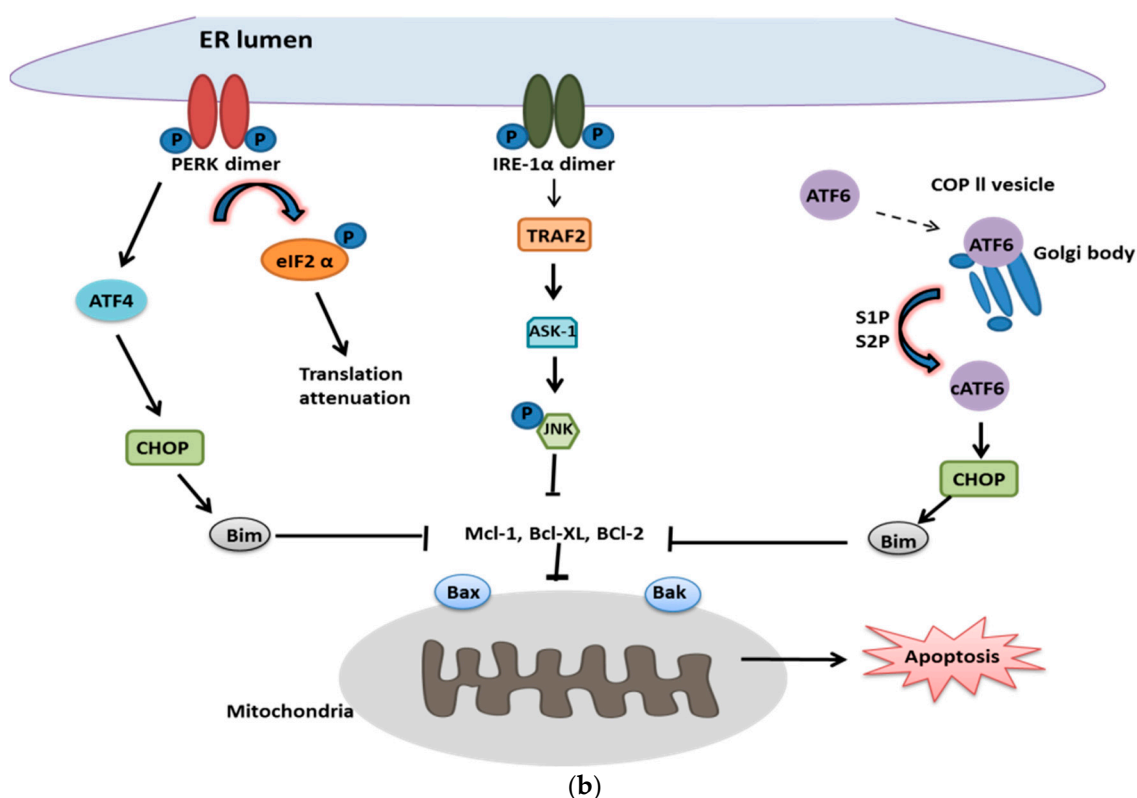 ER lumen
P
P
PERK dimer
P
P
IRE-1α dimer
ATF6
COP ll vesicle
ATF6
Golgi body
P
eIF2 α
TRAF2
ATF4
ASK-1
S1P
S2P
Translation
attenuation
cATF6
P
JNK
CHOP
CHOP
Bim
Mcl-1, Bcl-XL, BCl-2
Bim
Bax
Bak
Apoptosis
Mitochondria
(b)